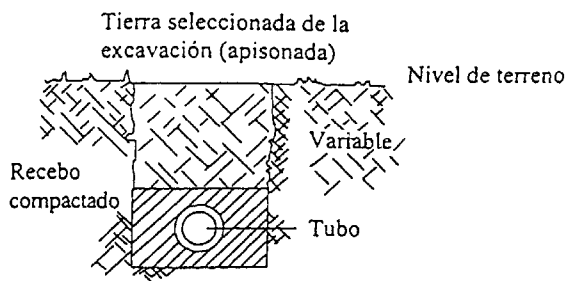 Tierra seleccionada de la
excavación (apisonada)
Nivel de terreno
Variable
Recebo
compactado
Tubo